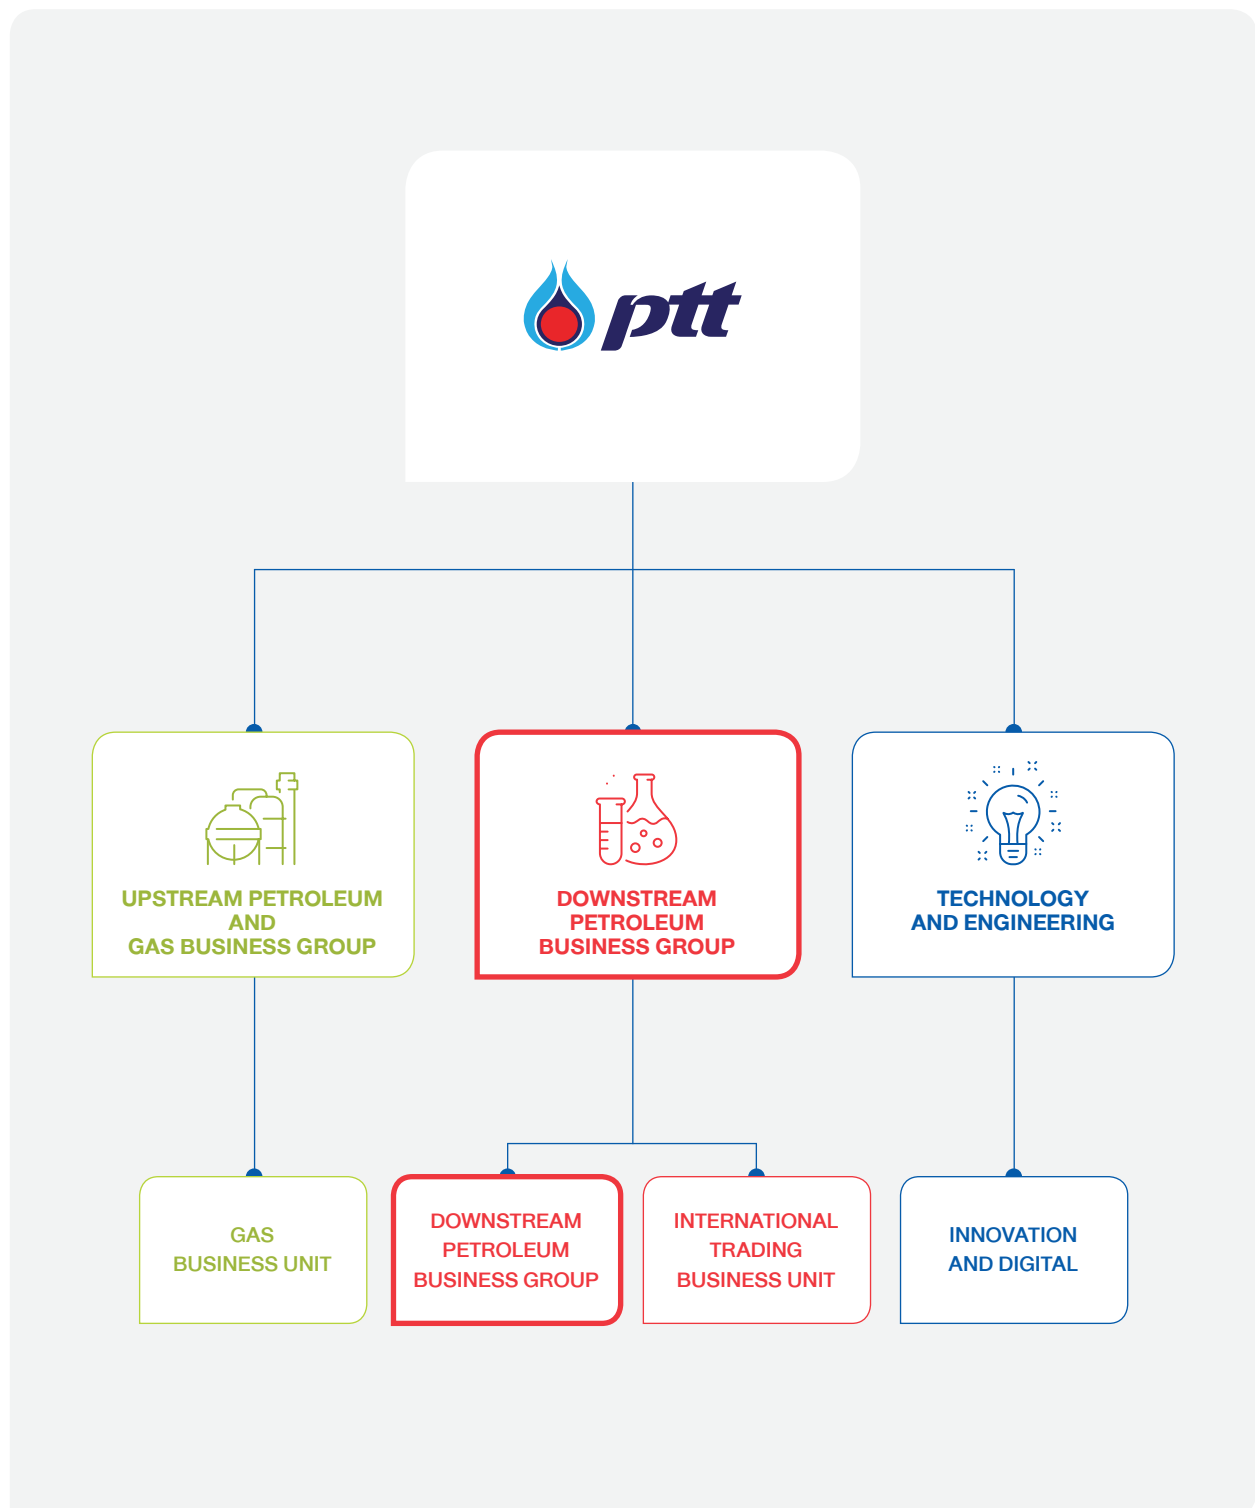 ptt
UPSTREAM PETROLEUM
AND
GAS BUSINESS GROUP
DOWNSTREAM
PETROLEUM
BUSINESS GROUP
TECHNOLOGY
AND ENGINEERING
GAS
BUSINESS UNIT
DOWNSTREAM
PETROLEUM
BUSINESS GROUP
INTERNATIONAL
TRADING
BUSINESS UNIT
INNOVATION
AND DIGITAL